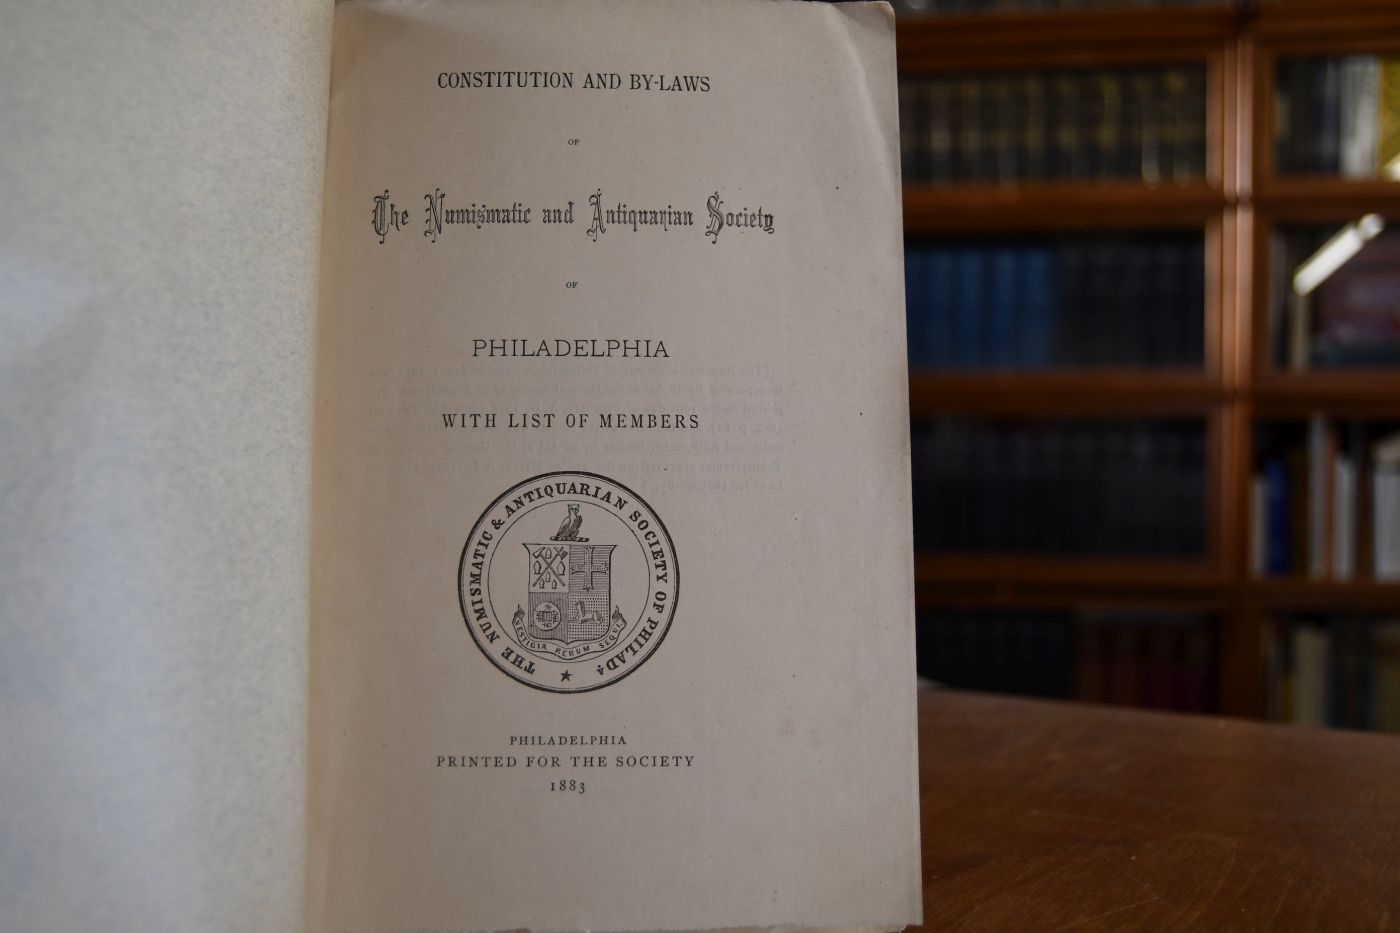 CONSTITUTION AND BY-LAWS
OF
The Numismatic and Antiquarian Society
OF
PHILADELPHIA
WITH LIST OF MEMBERS
THE NUMISMATIC & ANTIQUARIAN SOCIETY OF PHILADA
VESTIGIA RERUM SEQUI
PHILADELPHIA
PRINTED FOR THE SOCIETY
1883